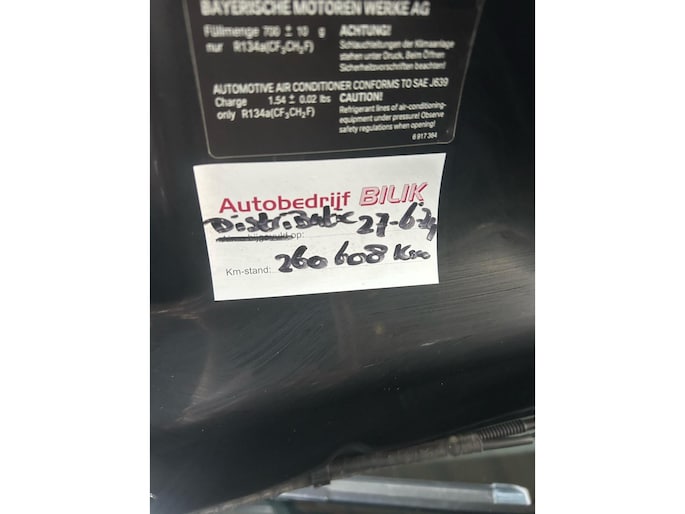 BAYERISCHE MOTOREN WERKE AG
Füllmenge 700 ± 10 g
nur R134a(CF₃CH₂F)
ACHTUNG!
Schlauchleitungen der Klimaanlage
stehen unter Druck. Beim Öffnen
Sicherheitsvorschriften beachten!
AUTOMOTIVE AIR CONDITIONER CONFORMS TO SAE J639
Charge 1.54 ± 0.02 lbs
only R134a(CF₃CH₂F)
CAUTION!
Refrigerant lines of air-conditioning-
equipment under pressure! Observe
safety regulations when opening!
6 917 364
Autobedrijf BILIK
27-6
bijgevuld op:
Km-stand: 260 608 Km